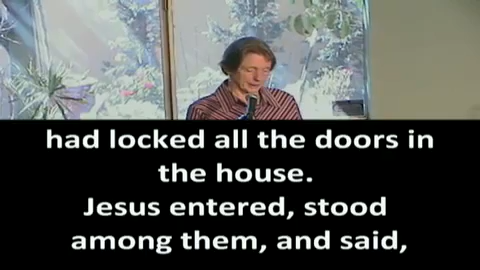 had locked all the doors in
the house.
Jesus entered, stood
among them, and said,